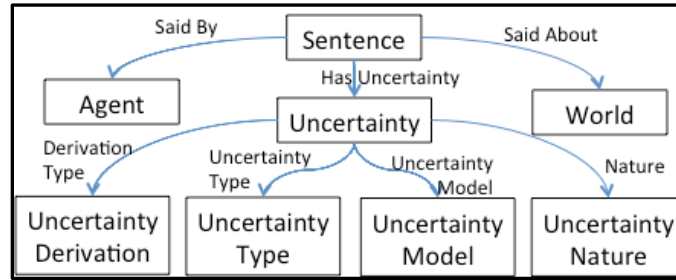 Said By
Sentence
Said About
Agent
Has Uncertainty
World
Uncertainty
Derivation
Type
Uncertainty
Type
Uncertainty
Model
Nature
Uncertainty
Derivation
Uncertainty
Type
Uncertainty
Model
Uncertainty
Nature